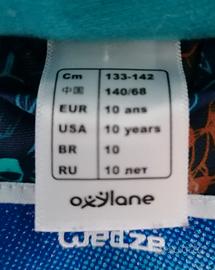 Cm 133-142
中国 140/68
EUR 10 ans
USA 10 years
BR 10
RU 10 лет
oxylane
wedze